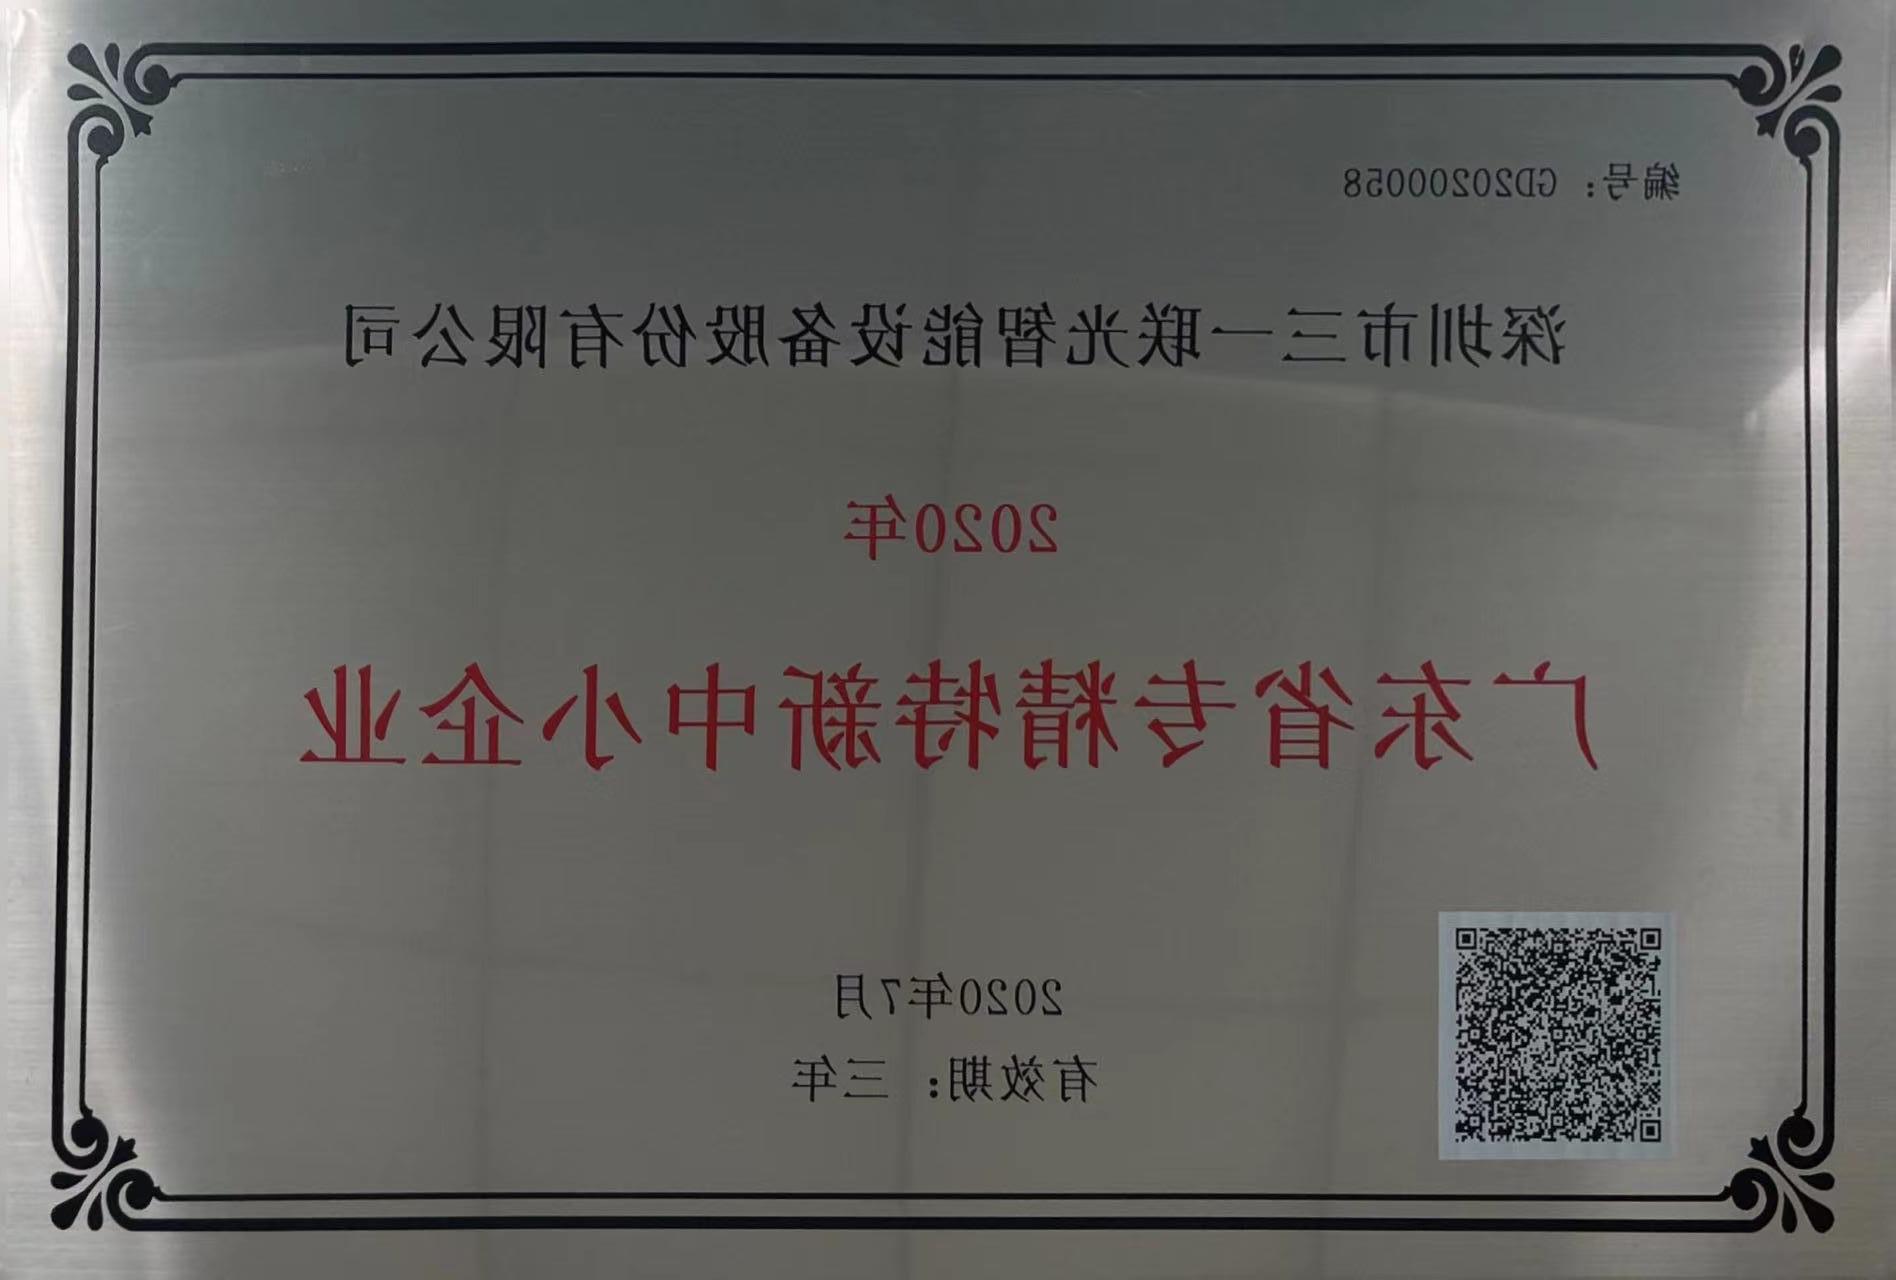 编号：GD20200058
深圳市三一联光智能设备股份有限公司
2020年
广东省专精特新中小企业
2020年7月
有效期：三年